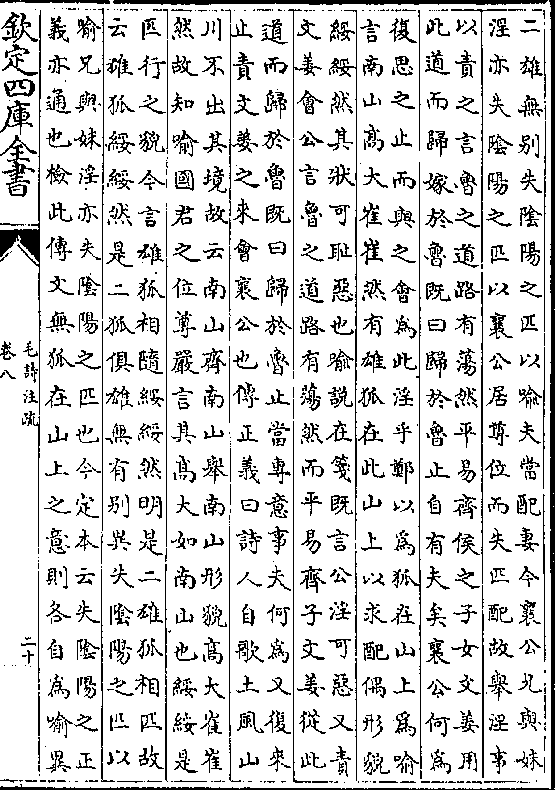 二雄無別失陰陽之匹以喻夫當配妻今襄公兄與妹
淫亦失陰陽之匹以襄公居尊位而失匹配故舉淫事
以責之言魯之道路有蕩然平易齊侯之子女文姜用
此道而歸嫁於魯既曰歸於魯止自有夫矣襄公何為
復思之止而與之會為此淫乎鄭以為狐在山上為喻
言南山高大崔崔然有雄狐在此山上以求配偶形貌
綏綏然其狀可恥惡也喻說在箋既言公淫可惡又責
文姜會公言魯之道路有蕩然而平易齊子文姜從此
道而歸於魯既曰歸於魯止當專意事夫何為又復來
止責文姜之來會襄公也傳正義曰詩人自歌土風山
川不出其境故云南山齊南山舉南山形貌高大崔崔
然故知喻國君之位尊嚴言其高大如南山也綏綏是
匹行之貌今言雄狐相隨綏綏然明是二雄狐相匹故
云雄狐綏綏然是二狐俱雄無有別異失陰陽之匹以
喻兄與妹淫亦失陰陽之匹也今定本云失陰陽之正
義亦通也檢此傳文無狐在山上之意則各自為喻異
欽定四庫全書
毛詩注疏
卷八
二十